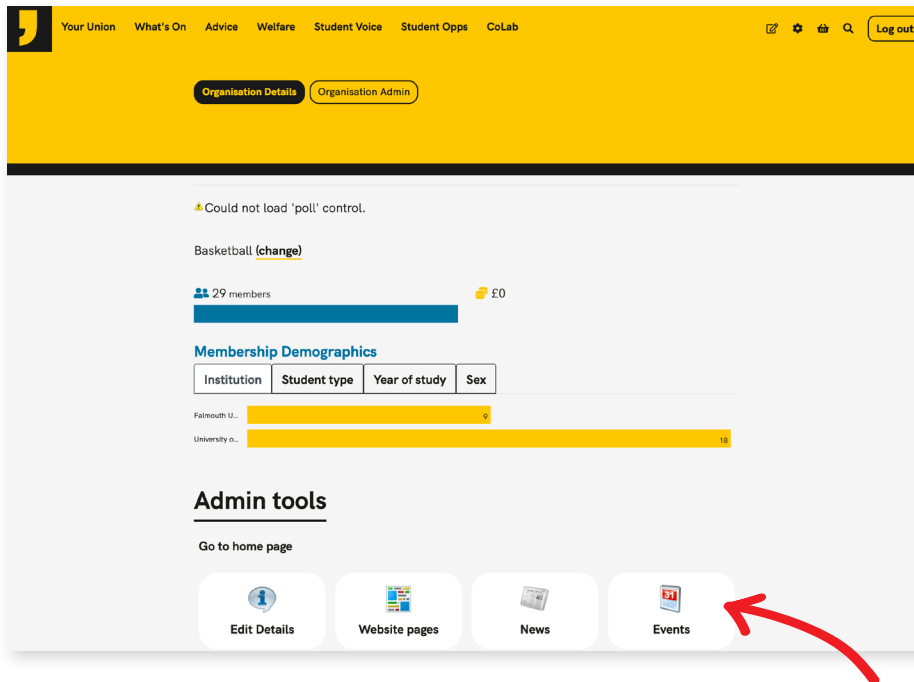 Your Union What's On Advice Welfare Student Voice Student Opps CoLab Log out
Organisation Details Organisation Admin
Could not load 'poll' control.
Basketball (change)
29 members £0
Membership Demographics
Institution Student type Year of study Sex
Falmouth U... 9
University o... 18
Admin tools
Go to home page
31
Edit Details Website pages News Events